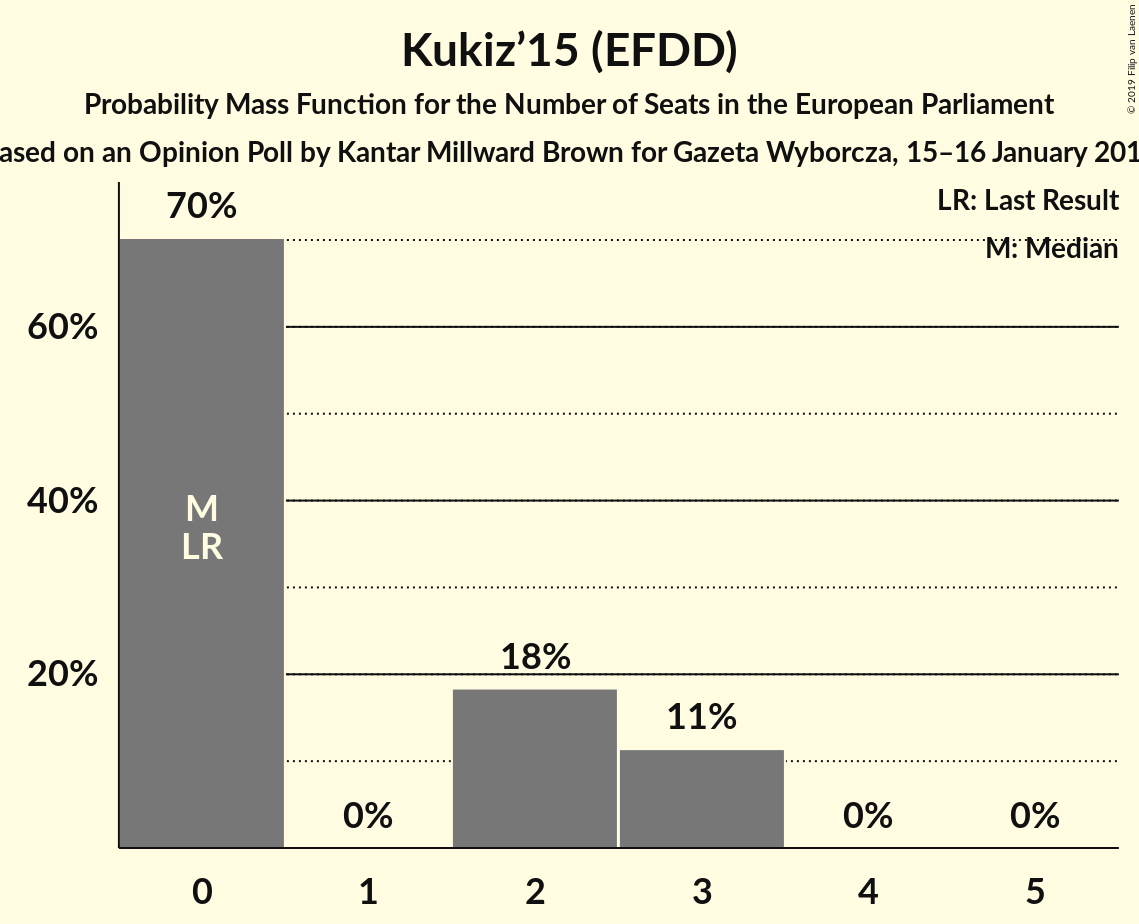 Kukiz’15 (EFDD)
Probability Mass Function for the Number of Seats in the European Parliament
ased on an Opinion Poll by Kantar Millward Brown for Gazeta Wyborcza, 15–16 January 201
© 2019 Filip van Laenen
LR: Last Result
M: Median
70%
60%
40%
20%
M
LR
18%
11%
0%
0%
0%
0 1 2 3 4 5